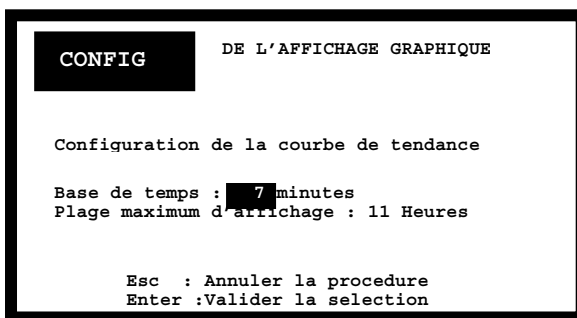 CONFIG DE L'AFFICHAGE GRAPHIQUE
Configuration de la courbe de tendance
Base de temps : 7 minutes
Plage maximum d'affichage : 11 Heures
Esc : Annuler la procedure
Enter :Valider la selection